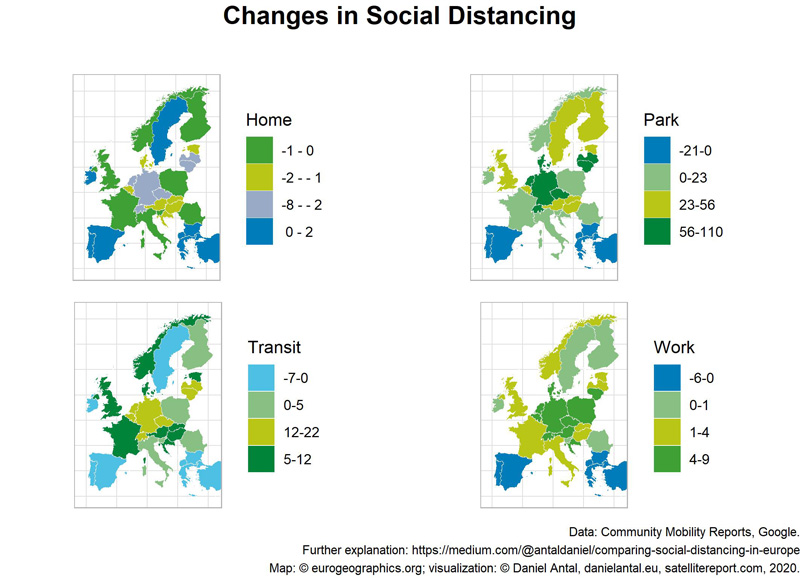 Changes in Social Distancing
Home
-1 - 0
-2 - - 1
-8 - - 2
0 - 2
Park
-21-0
0-23
23-56
56-110
Transit
-7-0
0-5
12-22
5-12
Work
-6-0
0-1
1-4
4-9
Data: Community Mobility Reports, Google.
Further explanation: https://medium.com/@antaldaniel/comparing-social-distancing-in-europe
Map: © eurogeographics.org; visualization: © Daniel Antal, danielantal.eu, satellitereport.com, 2020.